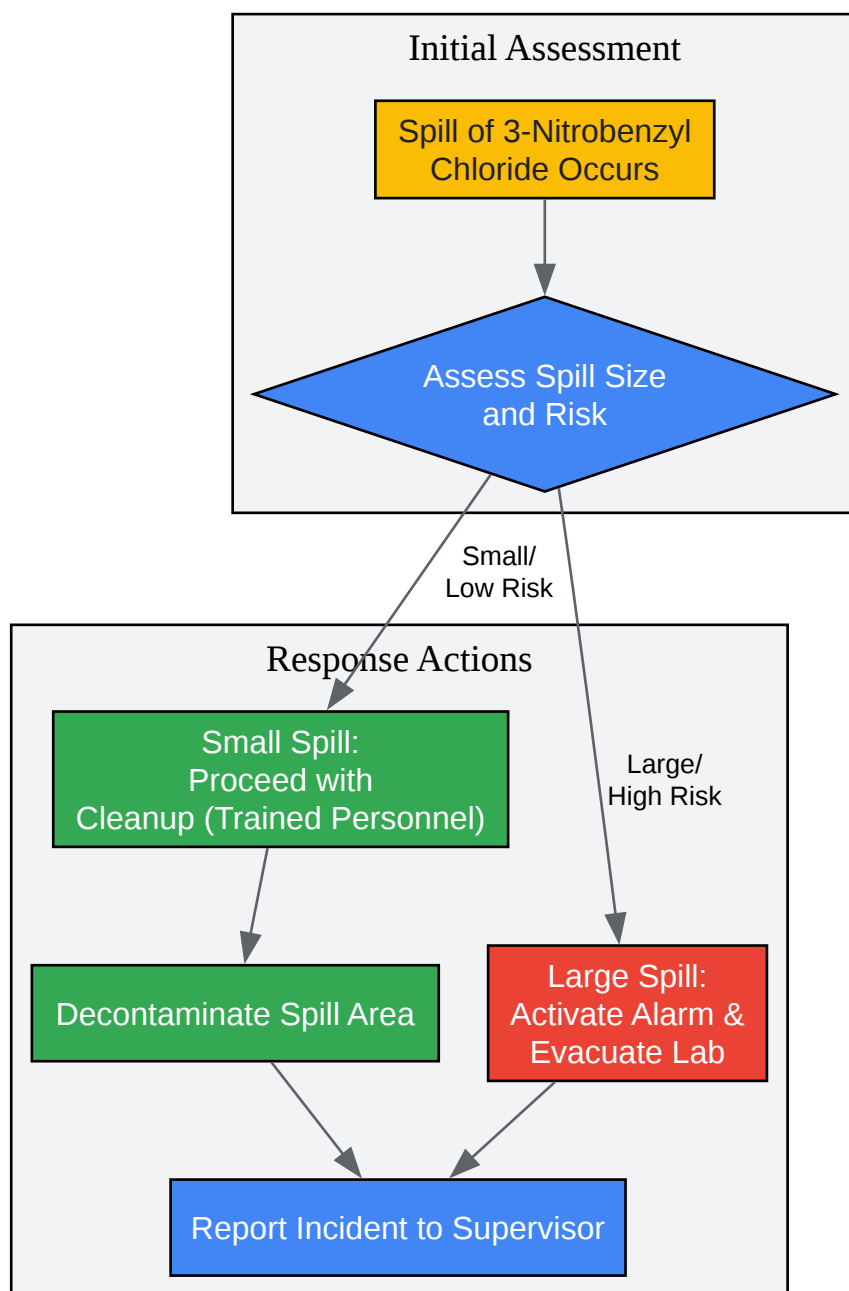 Initial Assessment
Spill of 3-Nitrobenzyl
Chloride Occurs
Assess Spill Size
and Risk
Small/
Low Risk
Response Actions
Small Spill:
Proceed with
Cleanup (Trained Personnel)
Large/
High Risk
Decontaminate Spill Area
Large Spill:
Activate Alarm &
Evacuate Lab
Report Incident to Supervisor